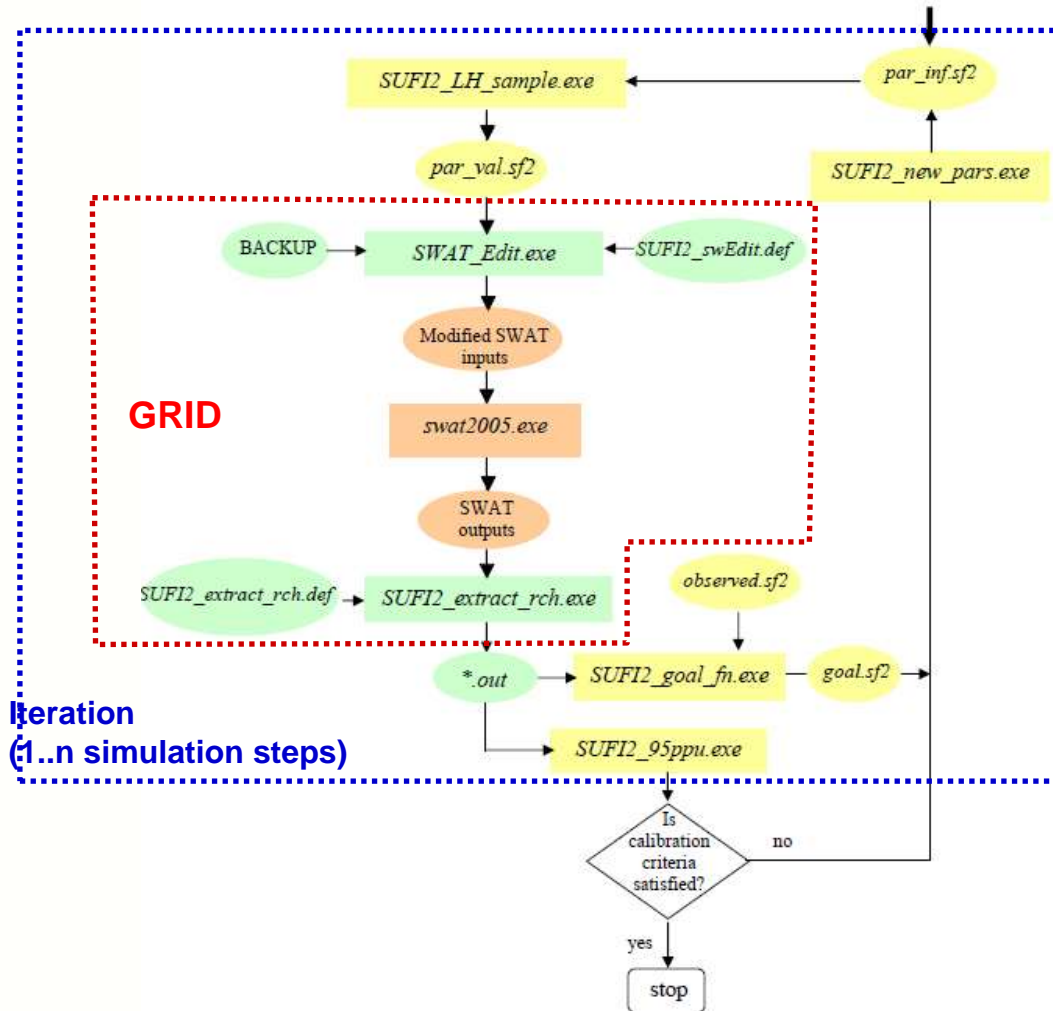 par_inf.sf2
SUFI2_LH_sample.exe
par_val.sf2
SUFI2_new_pars.exe
BACKUP
SWAT_Edit.exe
SUFI2_swEdit.def
Modified SWAT
inputs
GRID
swat2005.exe
SWAT
outputs
SUFI2_extract_rch.def
SUFI2_extract_rch.exe
observed.sf2
*.out
SUFI2_goal_fn.exe
goal.sf2
Iteration
(1..n simulation steps)
SUFI2_95ppu.exe
Is
calibration
criteria
satisfied?
no
yes
stop